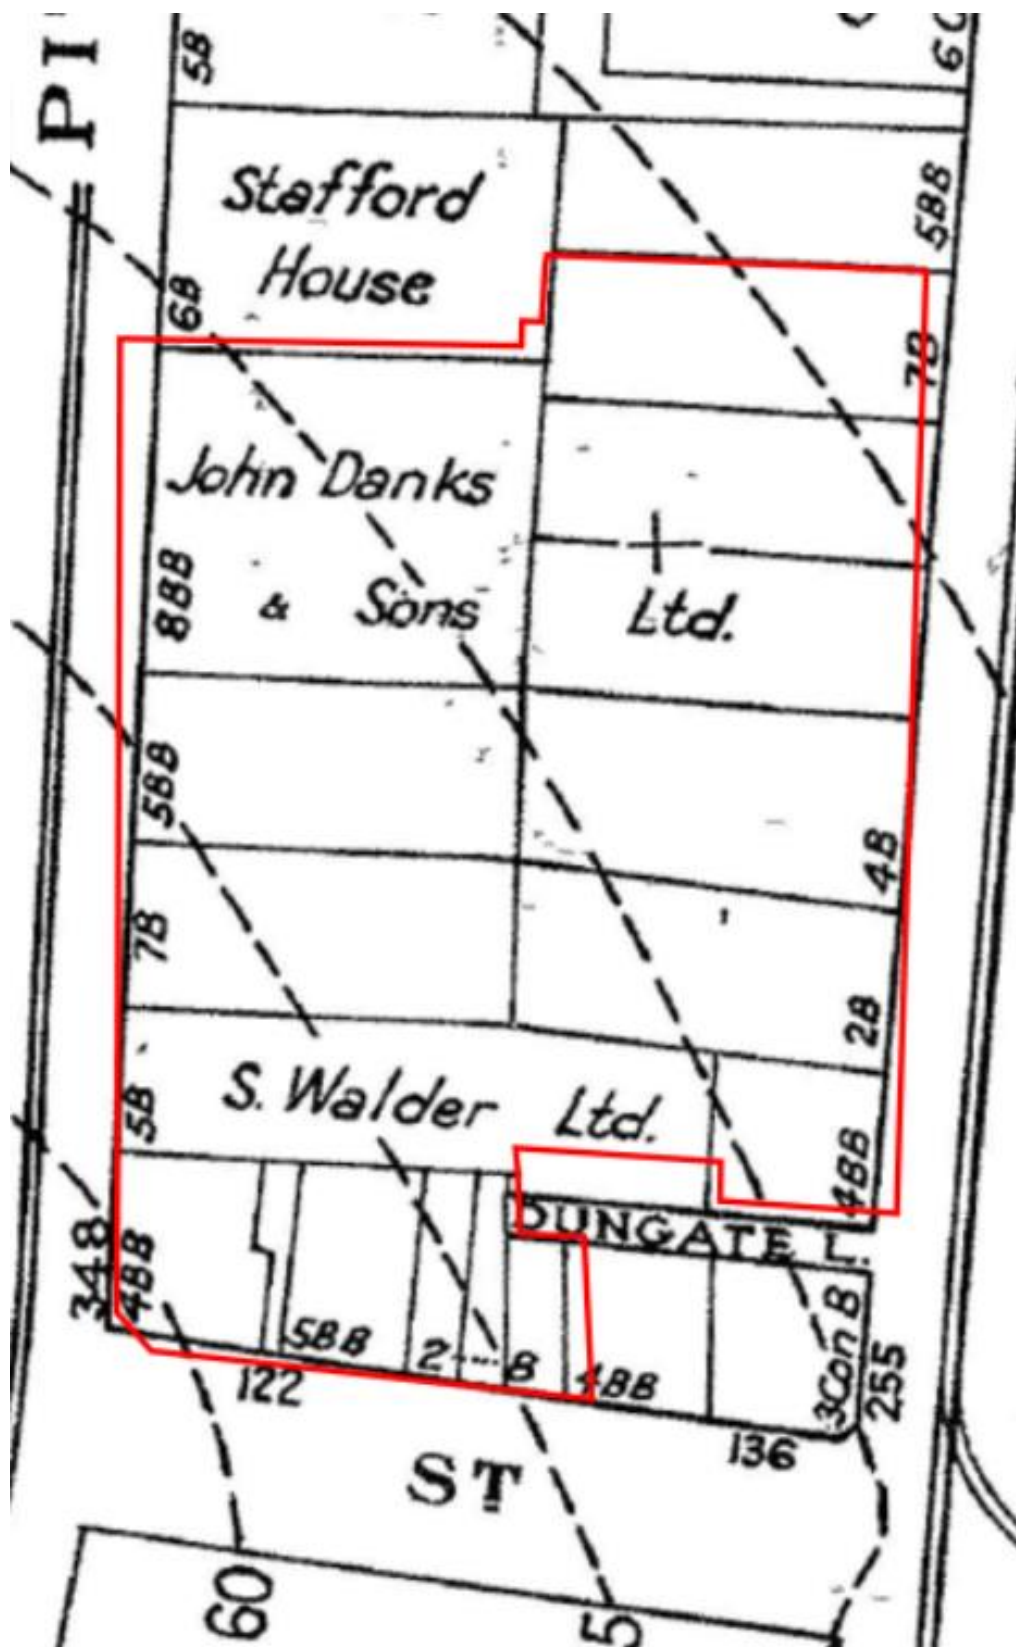 PI
5B
6
Stafford
House
5BB
6B
7B
John Danks
8BB
& Sons Ltd.
5BB
4B
7B
2B
S. Walder Ltd.
5B
4BB
DUNGATE L.
348
4BB
5BB
2----B
4BB
3Con B
255
122
136
ST
60
5